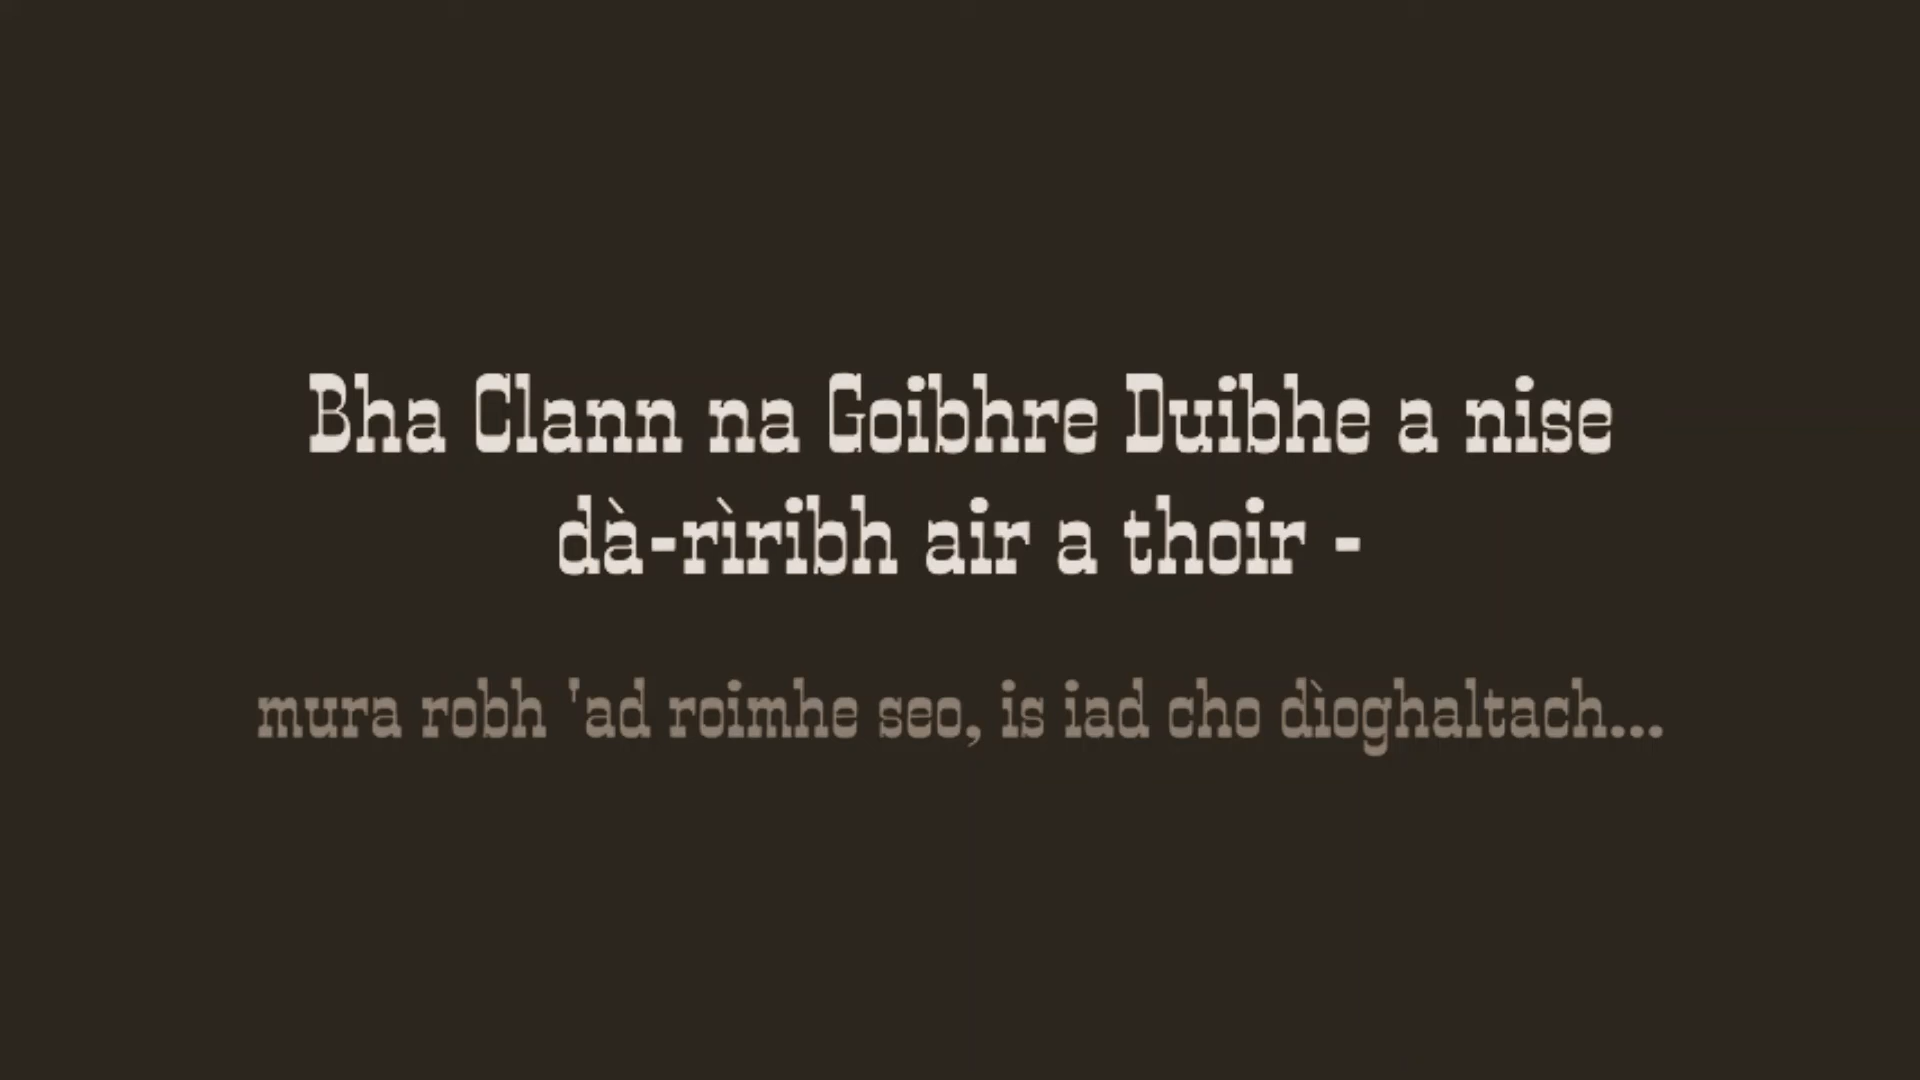 Bha Clann na Goibhre Duibhe a nise
dà-rìribh air a thoir -
mura robh 'ad roimhe seo, is iad cho dìoghaltach...